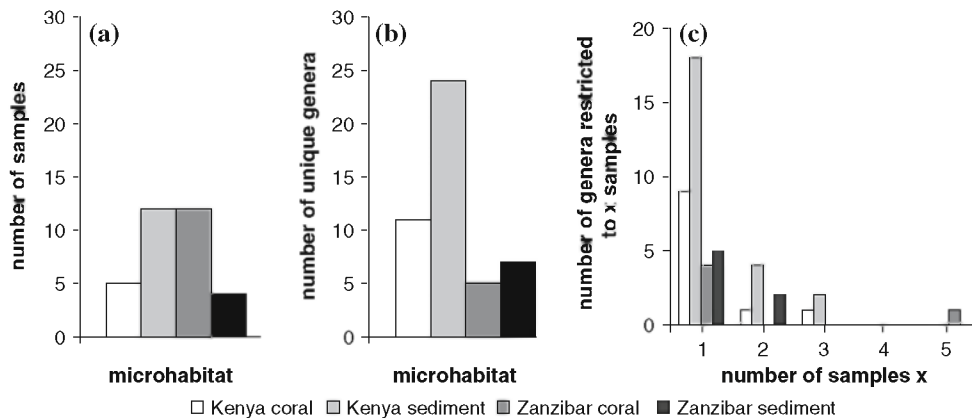 (a)
number of samples
30
25
20
15
10
5
0
microhabitat
(b)
number of unique genera
30
25
20
15
10
5
0
microhabitat
(c)
number of genera restricted
to x samples
20
15
10
5
0
1 2 3 4 5
number of samples x
Kenya coral Kenya sediment Zanzibar coral Zanzibar sediment